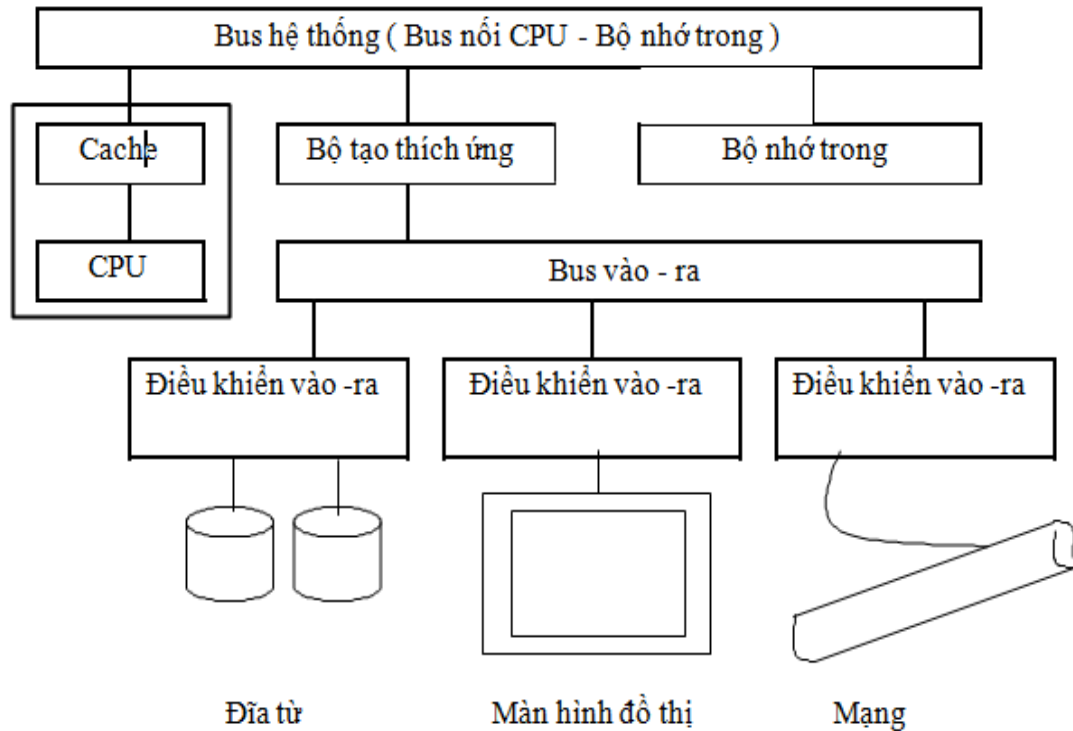 Bus hệ thống ( Bus nối CPU - Bộ nhớ trong )
Cache
Bộ tạo thích ứng
Bộ nhớ trong
CPU
Bus vào - ra
Điều khiển vào -ra
Điều khiển vào -ra
Điều khiển vào -ra
Đĩa từ
Màn hình đồ thị
Mạng